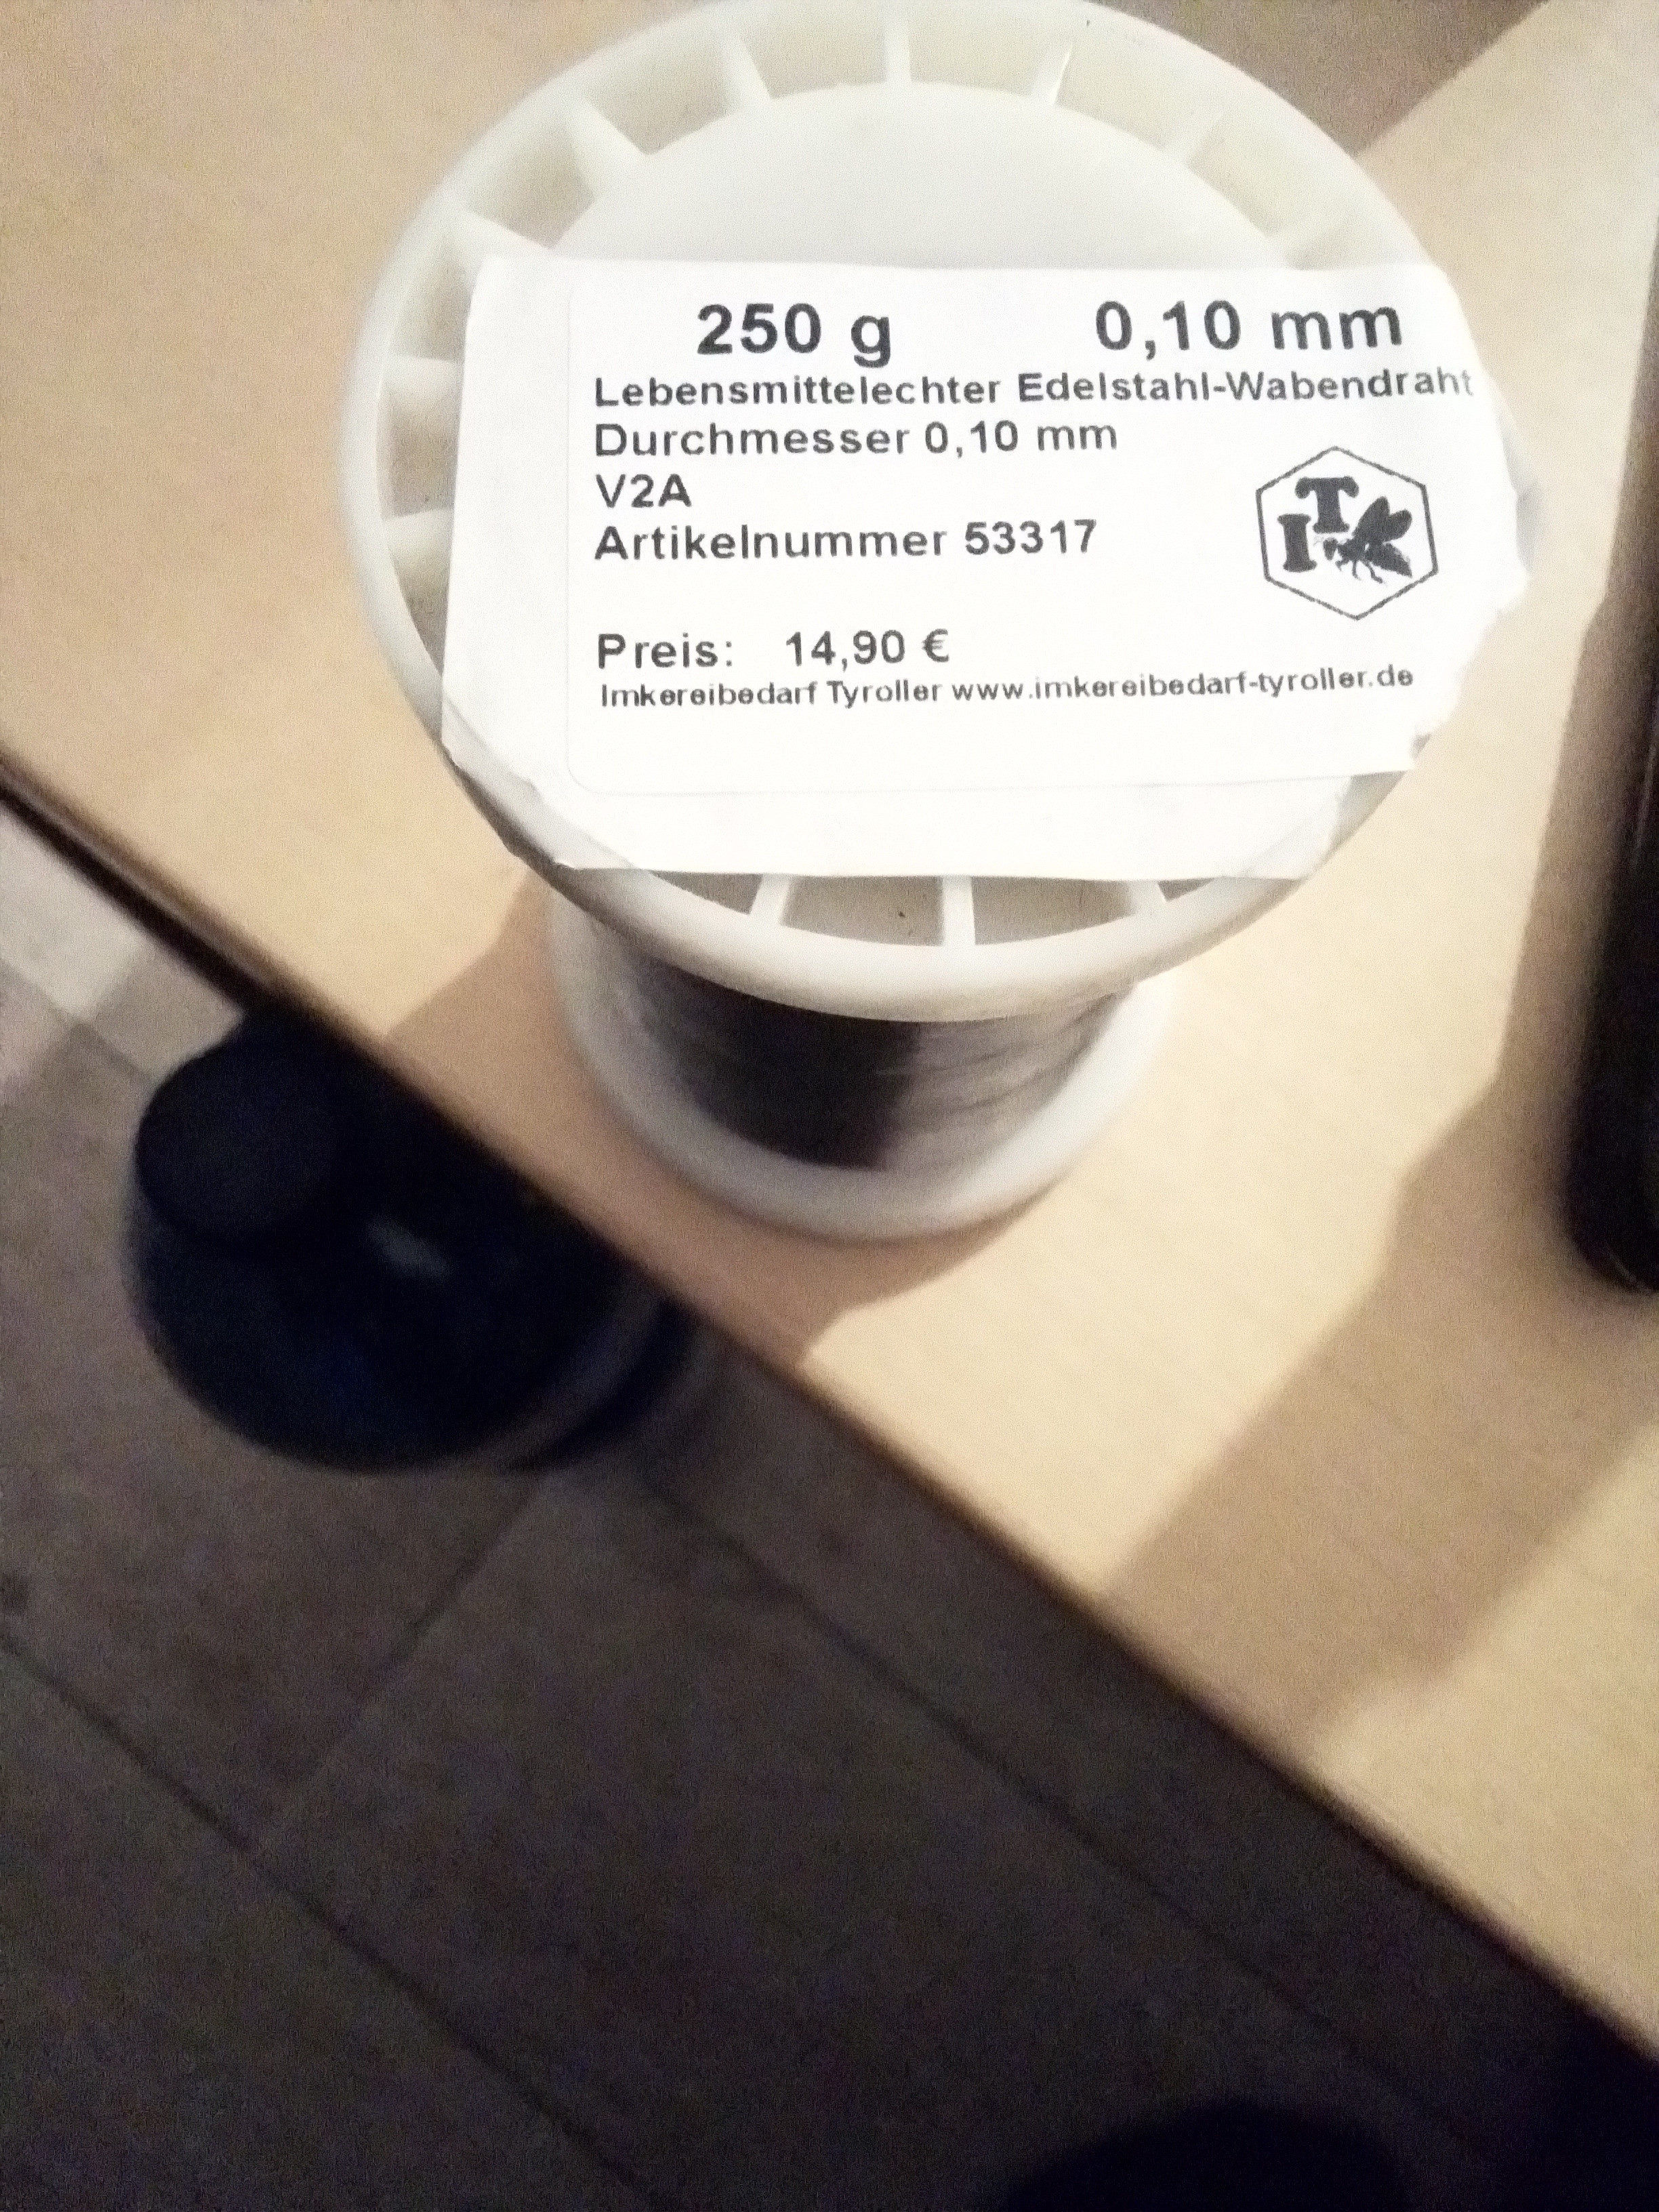 250 g 0,10 mm
Lebensmittelechter Edelstahl-Wabendraht
Durchmesser 0,10 mm
V2A
Artikelnummer 53317
IT
Preis: 14,90 €
Imkereibedarf Tyroller www.imkereibedarf-tyroller.de